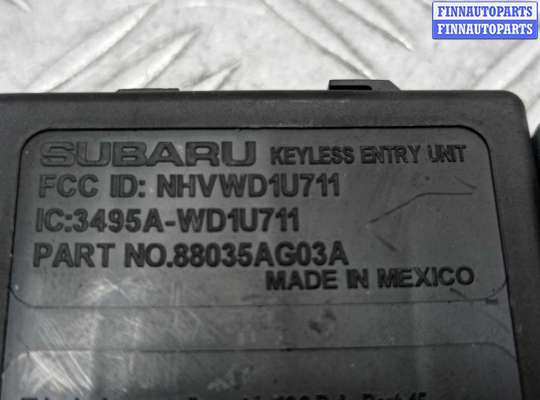 FINNAUTOPARTS
FINNAUTOPARTS
SUBARU KEYLESS ENTRY UNIT
FCC ID: NHVWD1U711
IC:3495A-WD1U711
PART NO.88035AG03A
MADE IN MEXICO